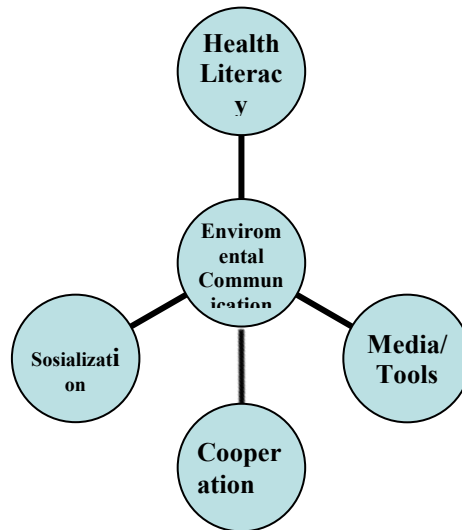 Health
Literac
y
Envirom
ental
Commun
ication
Sosializati
on
Media/
Tools
Cooper
ation